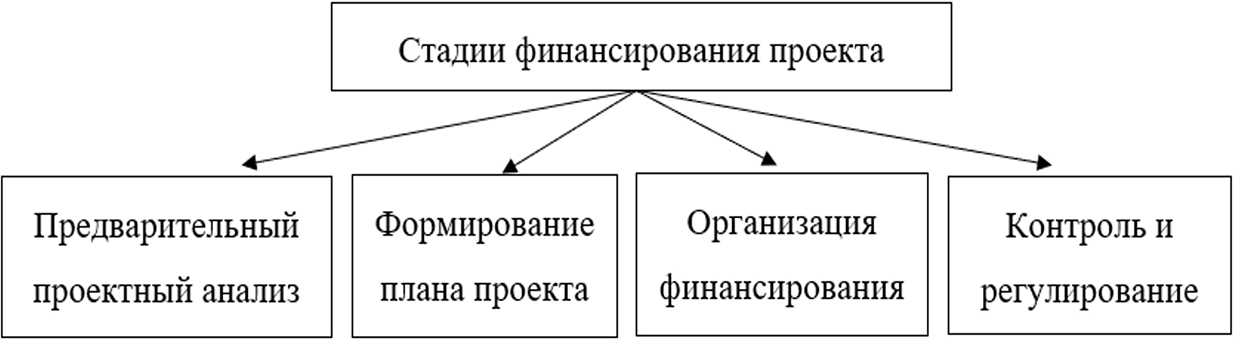 Стадии финансирования проекта
Предварительный
проектный анализ
Формирование
плана проекта
Организация
финансирования
Контроль и
регулирование